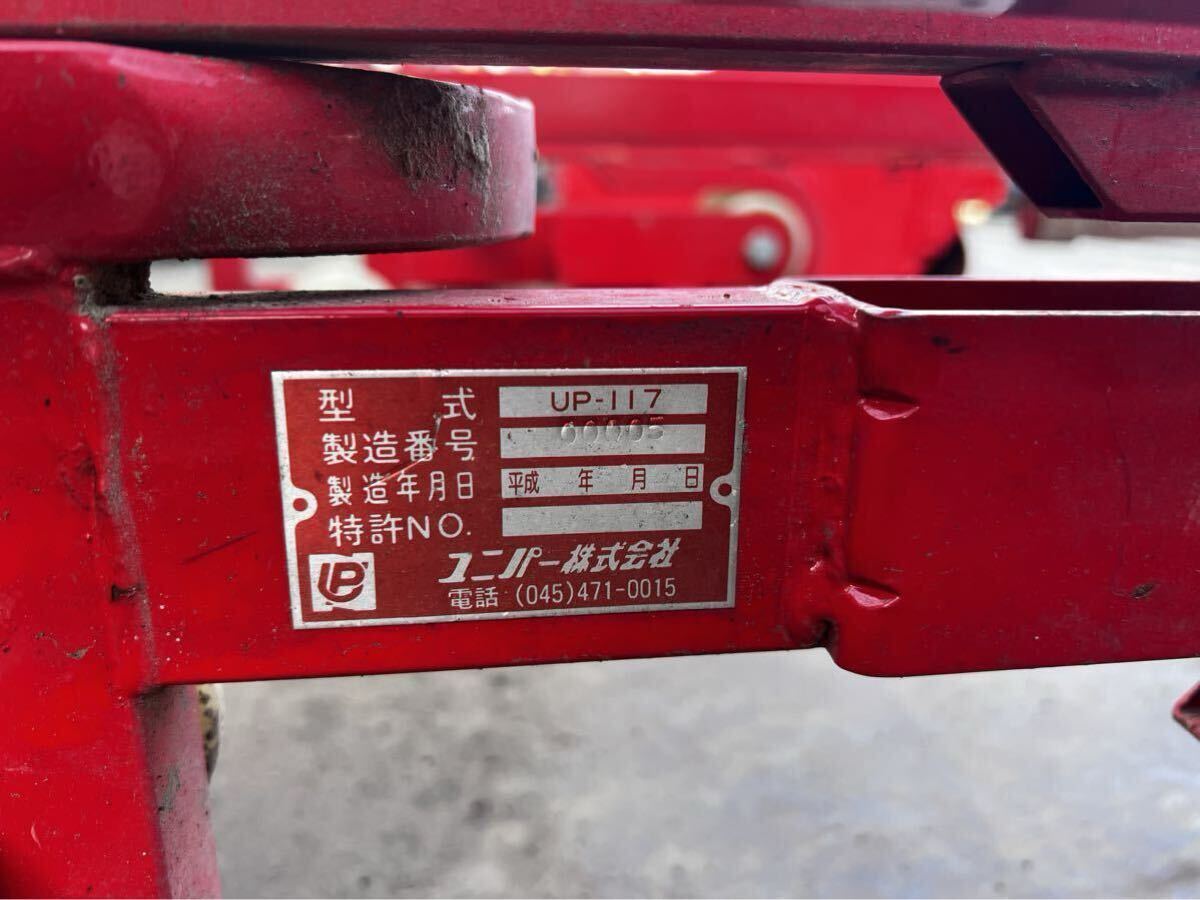 型式 UP-117
製造番号
製造年月日 平成 年 月 日
特許NO.
UP ユニパー株式会社
電話 (045)471-0015